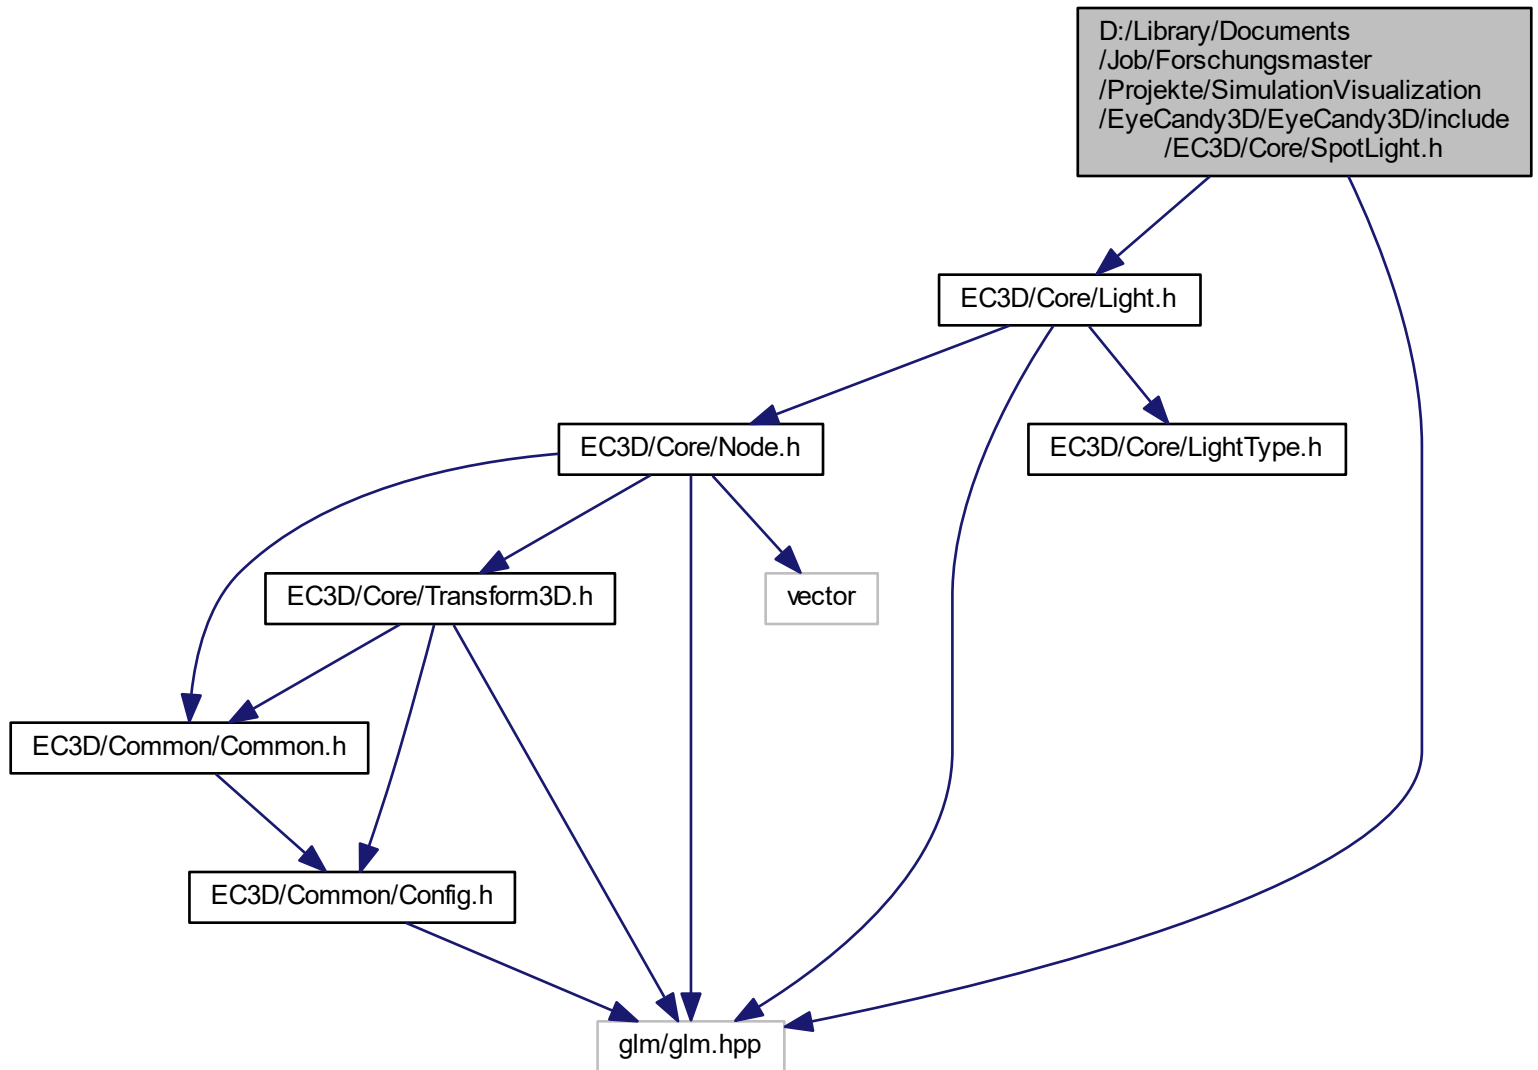 D:/Library/Documents
/Job/Forschungsmaster
/Projekte/SimulationVisualization
/EyeCandy3D/EyeCandy3D/include
/EC3D/Core/SpotLight.h
EC3D/Core/Light.h
EC3D/Core/Node.h
EC3D/Core/LightType.h
EC3D/Core/Transform3D.h
vector
EC3D/Common/Common.h
EC3D/Common/Config.h
glm/glm.hpp